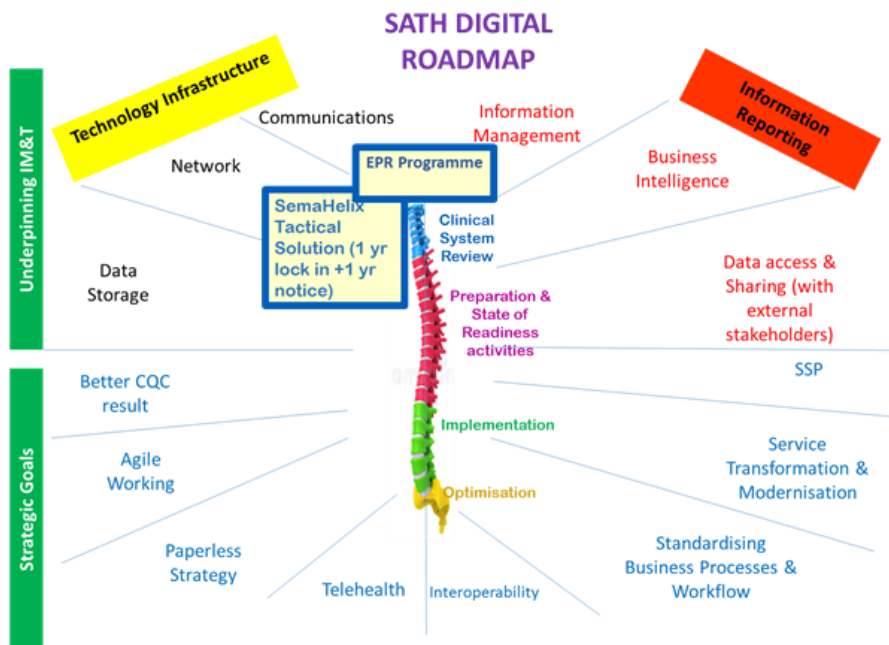 SATH DIGITAL
ROADMAP
Underpinning IM&T
Technology Infrastructure
Communications
Network
Data
Storage
Information
Management
Information
Reporting
Business
Intelligence
Data access &
Sharing (with
external
stakeholders)
EPR Programme
SemaHelix
Tactical
Solution (1 yr
lock in +1 yr
notice)
Clinical
System
Review
Preparation &
State of
Readiness
activities
Implementation
Optimisation
Strategic Goals
Better CQC
result
Agile
Working
Paperless
Strategy
Telehealth
Interoperability
Standardising
Business Processes &
Workflow
Service
Transformation &
Modernisation
SSP